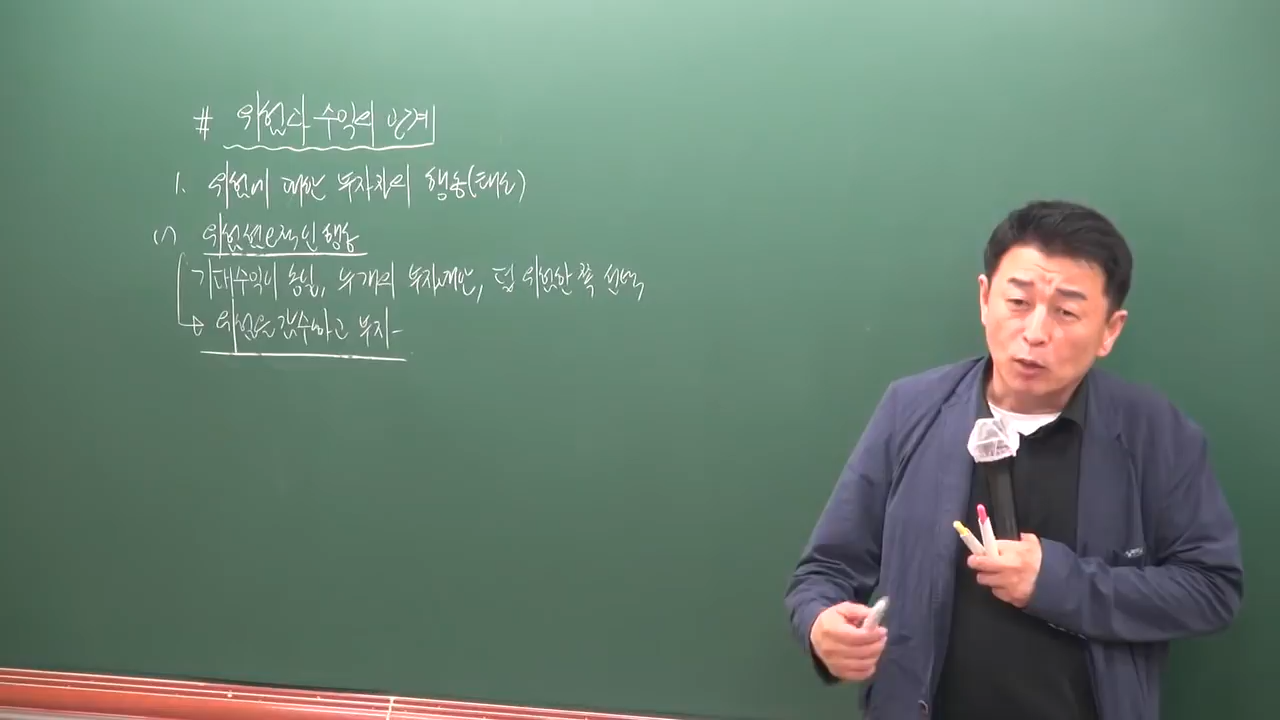 # 위험과 수익의 관계
1. 위험에 대한 투자자의 행동(태도)
(1) 위험선호적인 행동
기대수익이 동일, 두 개의 투자대안, 덜 위험한 쪽 선택
위험을 감수하고 투자-